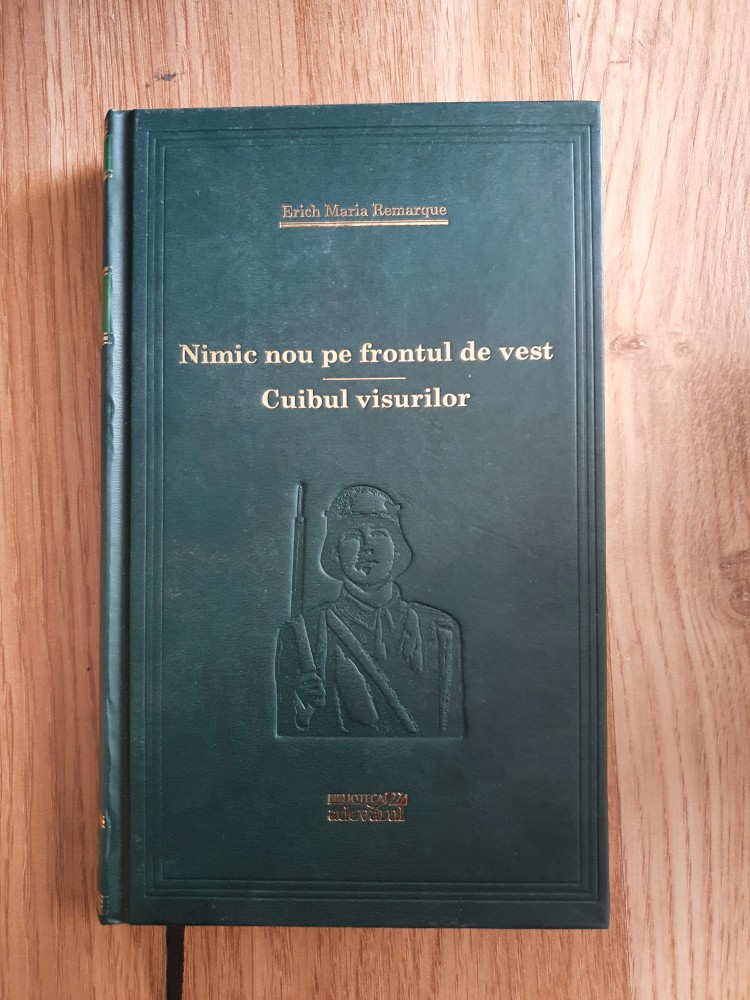 Erich Maria Remarque
Nimic nou pe frontul de vest
Cuibul visurilor
BIBLIOTECA
adevărul